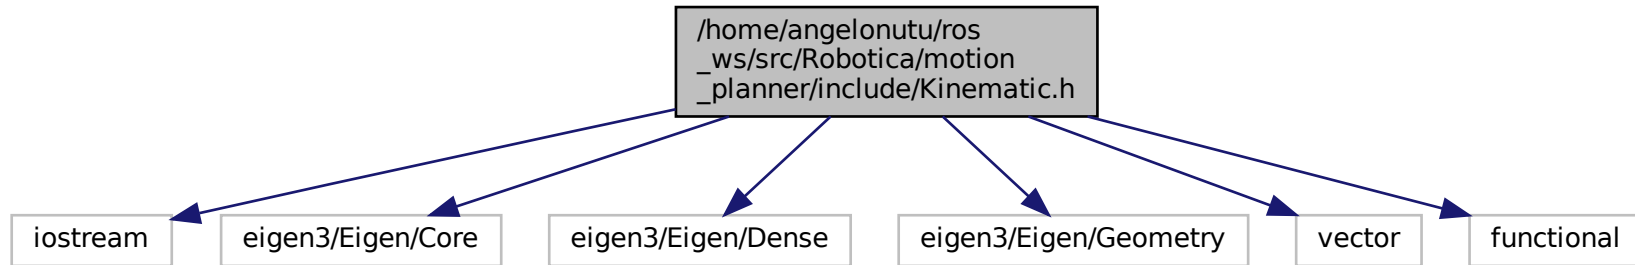 /home/angelonutu/ros
_ws/src/Robotica/motion
_planner/include/Kinematic.h
iostream
eigen3/Eigen/Core
eigen3/Eigen/Dense
eigen3/Eigen/Geometry
vector
functional